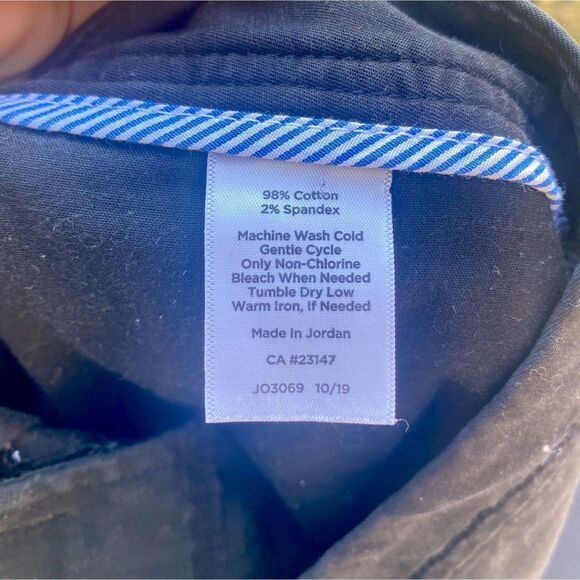 98% Cotton
2% Spandex
Machine Wash Cold
Gentle Cycle
Only Non-Chlorine
Bleach When Needed
Tumble Dry Low
Warm Iron, If Needed
Made in Jordan
CA #23147
JO3069 10/19